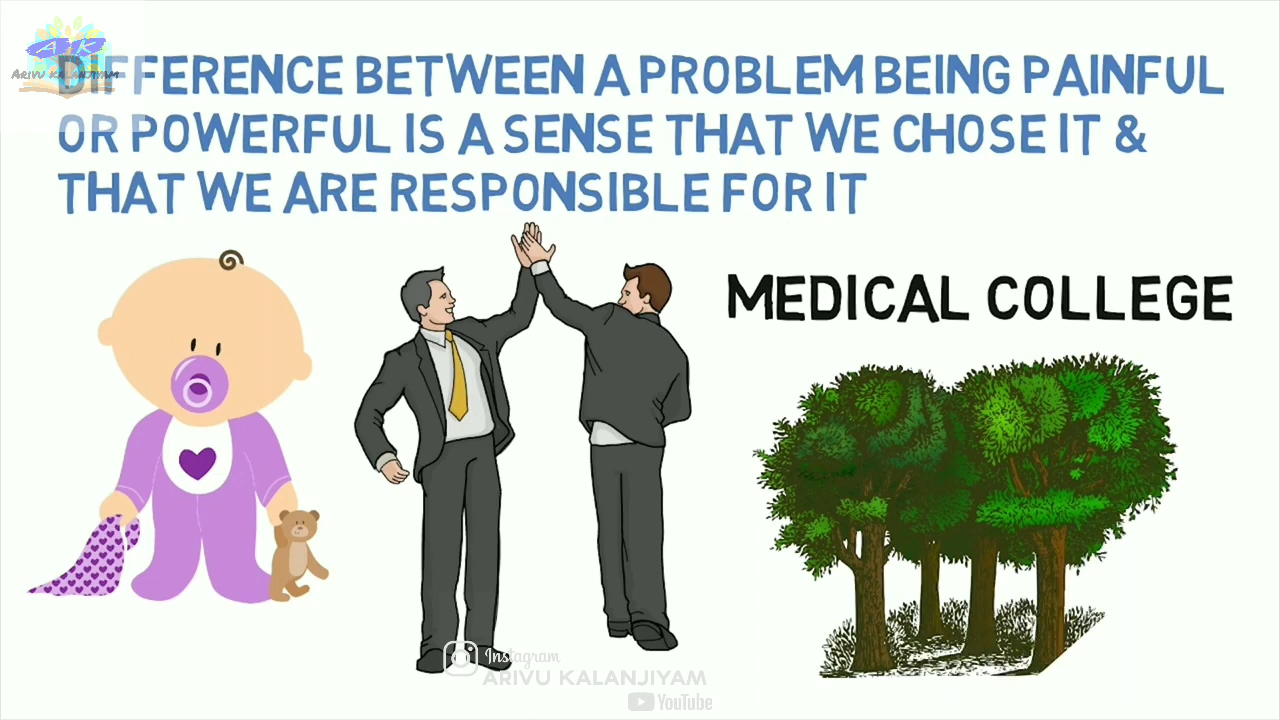 AK
ARIVU KALANJIYAM
DIFFERENCE BETWEEN A PROBLEM BEING PAINFUL
OR POWERFUL IS A SENSE THAT WE CHOSE IT &
THAT WE ARE RESPONSIBLE FOR IT
MEDICAL COLLEGE
Instagram
ARIVU KALANJIYAM
YouTube